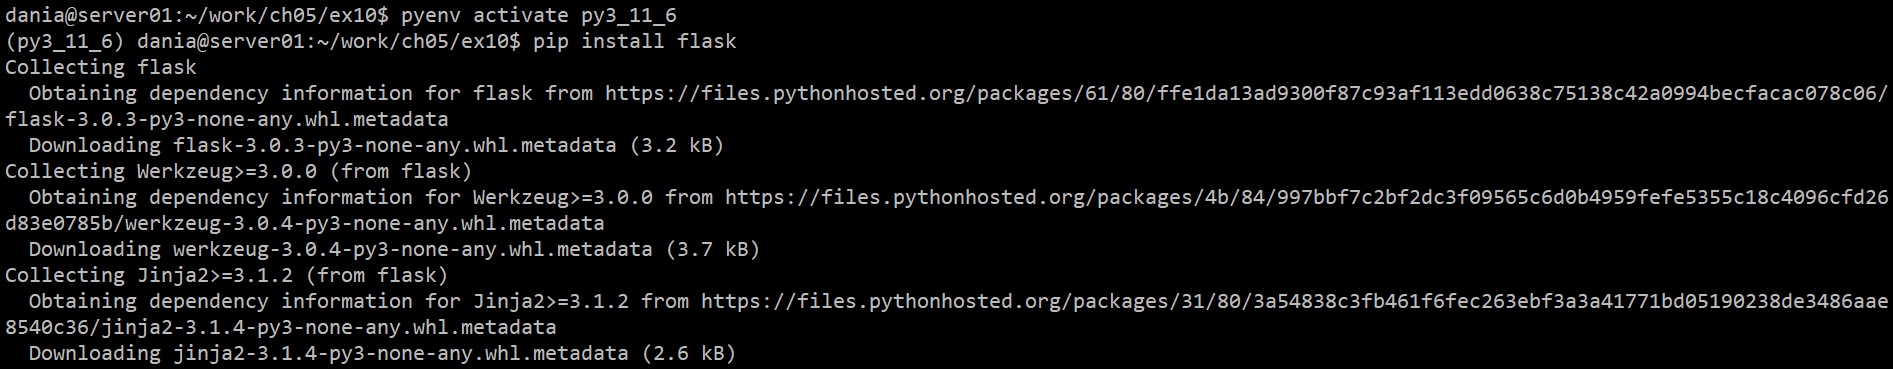 dania@server01:~/work/ch05/ex10$ pyenv activate py3_11_6
(py3_11_6) dania@server01:~/work/ch05/ex10$ pip install flask
Collecting flask
  Obtaining dependency information for flask from https://files.pythonhosted.org/packages/61/80/ffe1da13ad9300f87c93af113edd0638c75138c42a0994becfacac078c06/
flask-3.0.3-py3-none-any.whl.metadata
  Downloading flask-3.0.3-py3-none-any.whl.metadata (3.2 kB)
Collecting Werkzeug>=3.0.0 (from flask)
  Obtaining dependency information for Werkzeug>=3.0.0 from https://files.pythonhosted.org/packages/4b/84/997bbf7c2bf2dc3f09565c6d0b4959fefe5355c18c4096cfd26
d83e0785b/werkzeug-3.0.4-py3-none-any.whl.metadata
  Downloading werkzeug-3.0.4-py3-none-any.whl.metadata (3.7 kB)
Collecting Jinja2>=3.1.2 (from flask)
  Obtaining dependency information for Jinja2>=3.1.2 from https://files.pythonhosted.org/packages/31/80/3a54838c3fb461f6fec263ebf3a3a41771bd05190238de3486aae
8540c36/jinja2-3.1.4-py3-none-any.whl.metadata
  Downloading jinja2-3.1.4-py3-none-any.whl.metadata (2.6 kB)